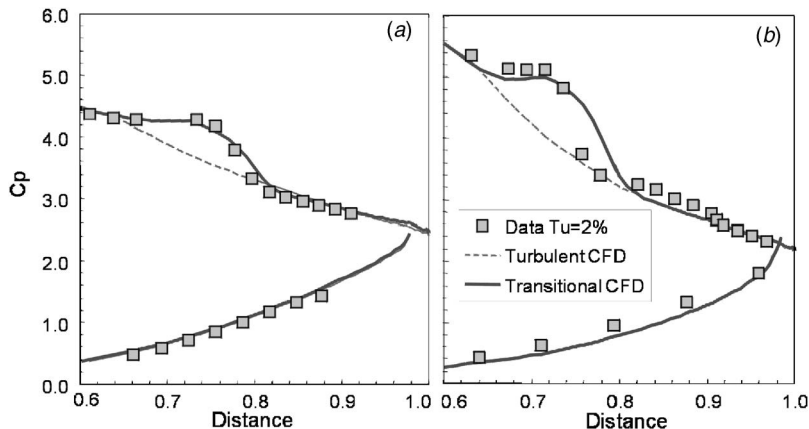 (a)
(b)
6.0
5.0
4.0
3.0
2.0
1.0
0.0
Cp
Data Tu=2%
Turbulent CFD
Transitional CFD
0.6 0.7 0.8 0.9 1.0
0.6 0.7 0.8 0.9 1.0
Distance
Distance